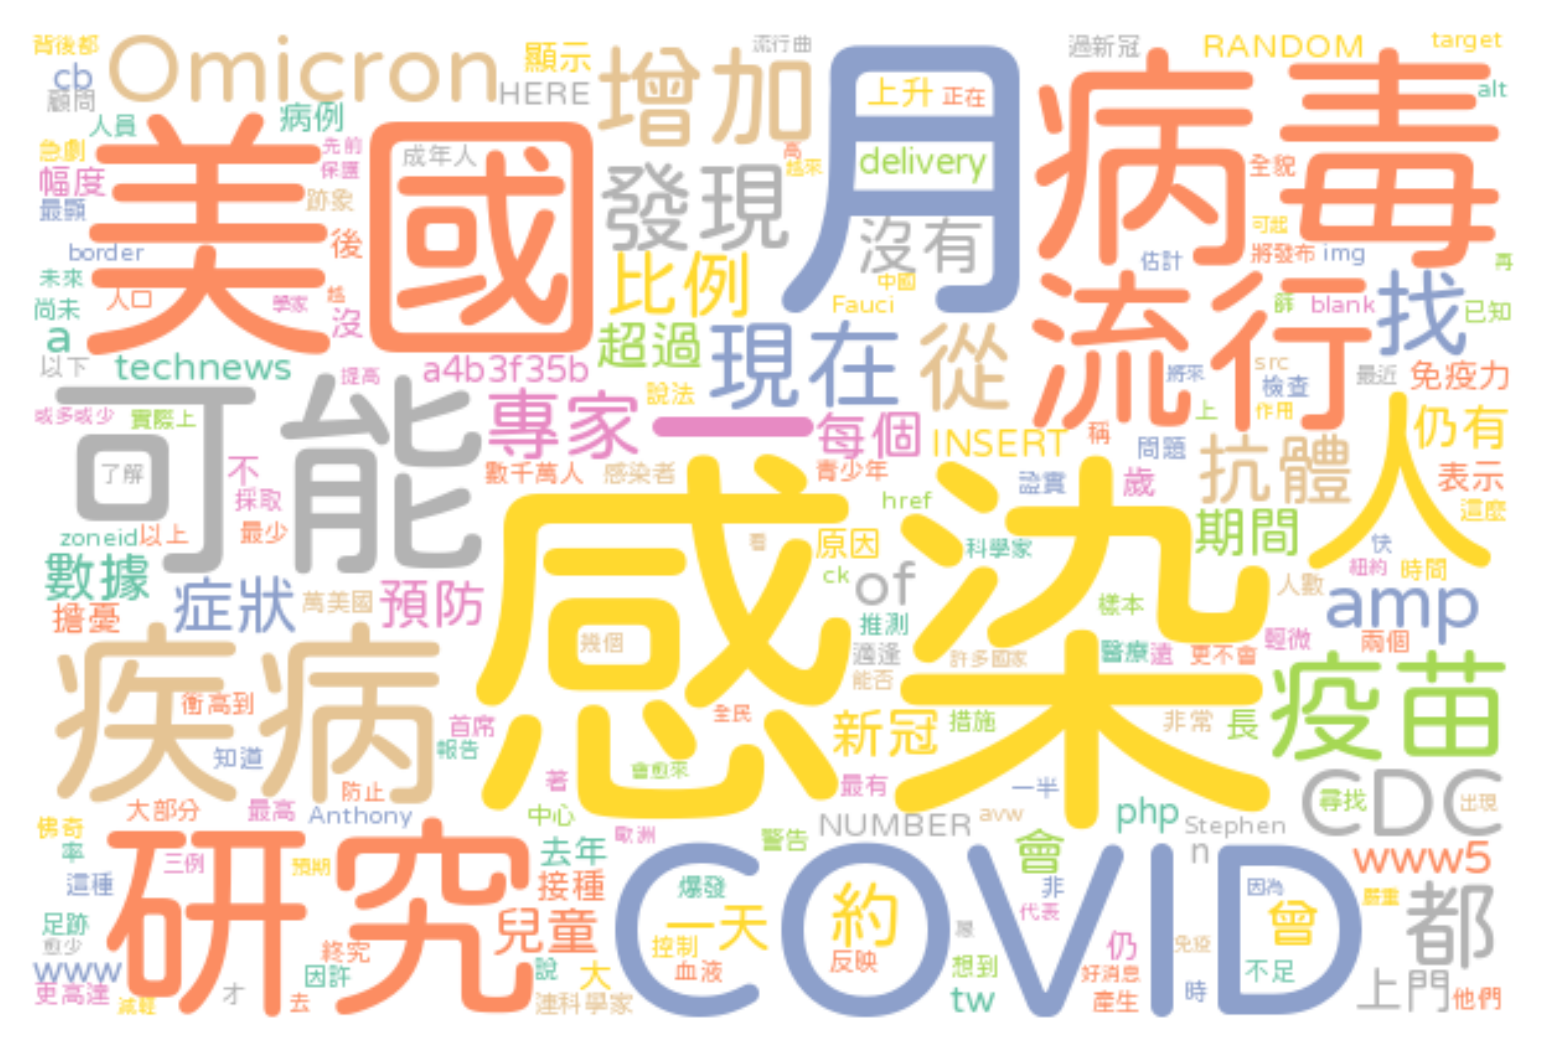 背後都 Omicron 顯示 流行曲 過新冠 RANDOM target
cb 顧問 HERE 增加 月 上升 正在 病毒 alt
人員 病例 急劇 先前 保護 成年人 高 越來 delivery 全貌
美國 幅度 最顯 跡象 發現 沒有 可起
border 後 比例 中國 估計 將發布 img 再
未來 人口 學家 越 沒 Fauci 流行 篩 blank 找 已知
尚未 a 超過 現在 從
以下 technews 提高 a4b3f35b 說法 將來 src 檢查 最近 免疫力
或多或少 實際上 專家 一 每個 INSERT 稱 上 作用 人 仍有
可能 了解 不 數千萬人 感染者 青少年 問題 抗體 表示
採取 感染 href 證實 歲 這麼
zoneid 以上 最少 看 原因 科學家 期間 快
數據 ck of 紐約 時間
擔憂 症狀 萬美國 預防 推測 樣本 人數 amp
疾病 幾個 適逢 許多國家 醫療 遠 更不會 輕微 兩個
能否 疫苗
衝高到 首席 全民 新冠 措施 非常 長
知道 報告 會愈來
著 最有 一半 CDC 尋找 出現
大部分 最高 防止 Anthony 中心 歐洲 警告 NUMBER avw php Stephen
佛奇 率 研究 三例 預期 去年 COVID 會 n www5
這種 接種 爆發 約 非 因為 嚴重
足跡 兒童 一天 代表 曾 都
愈少 終究 控制 仍 免疫
www 因許 說 大 血液 反映 想到 好消息 不足
更高達 減輕 才 去 連科學家 tw 產生 時 上門 他們